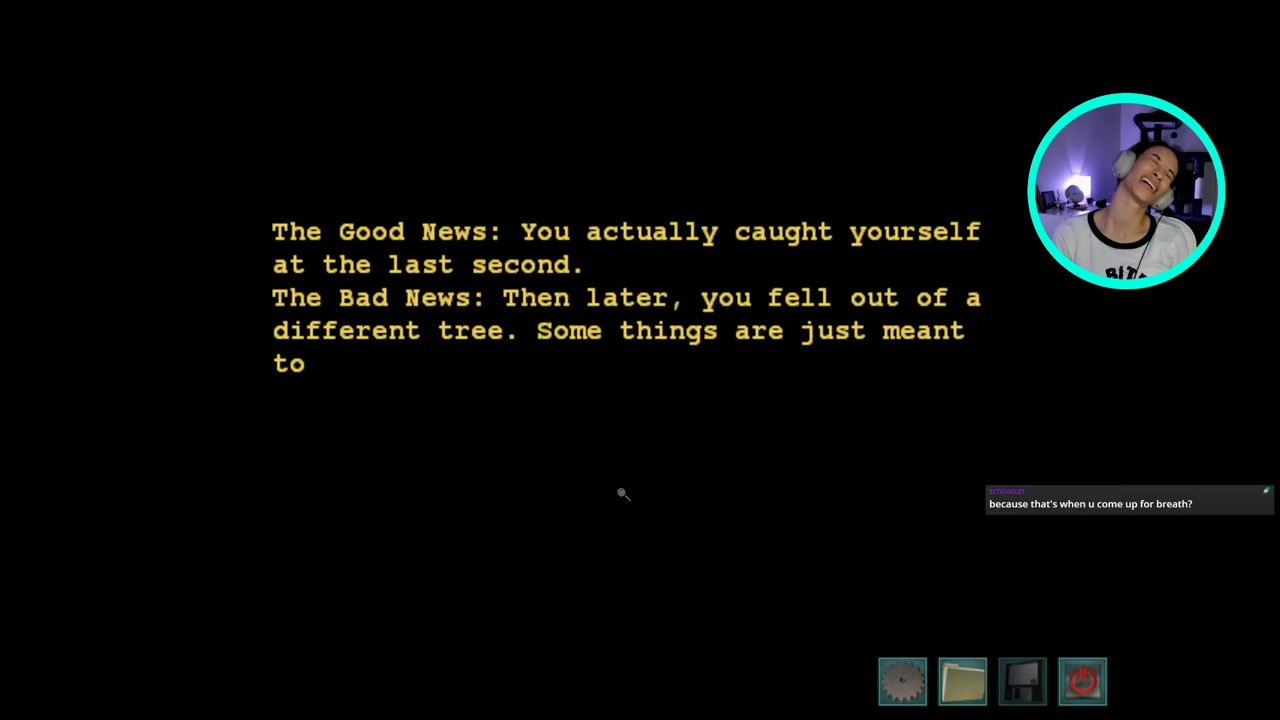 The Good News: You actually caught yourself
at the last second.
The Bad News: Then later, you fell out of a
different tree. Some things are just meant
to
ECTOVIOLET
because that's when u come up for breath?